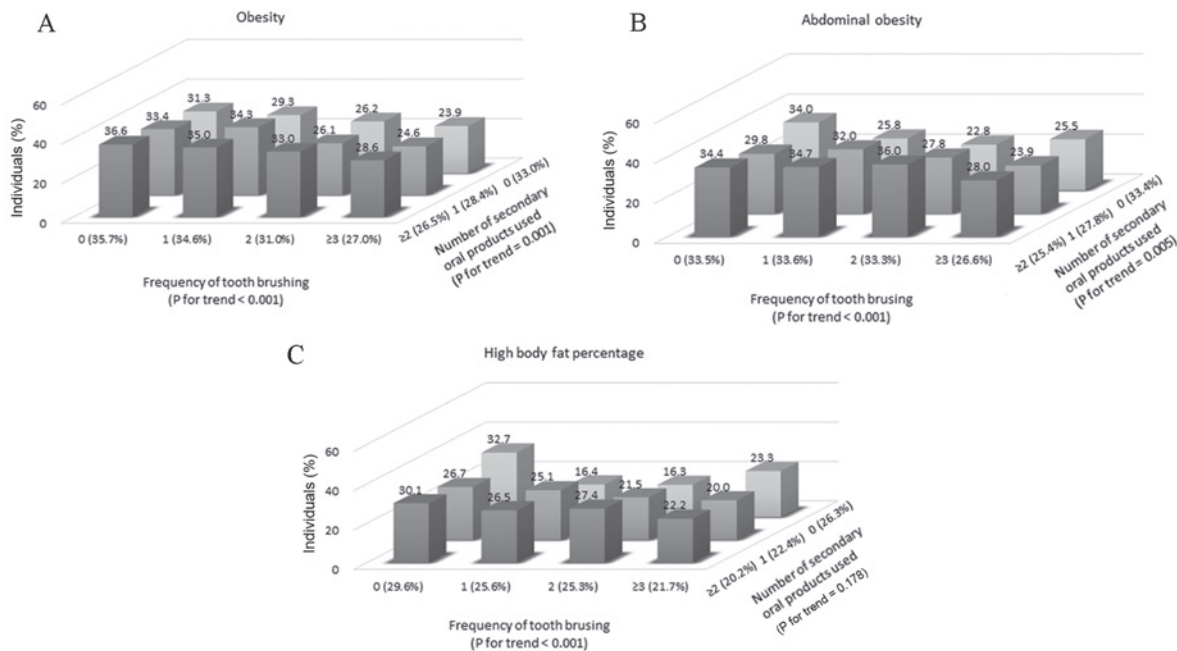 A
Obesity
Individuals (%)
60
40
20
0
36.6
33.4
31.3
35.0
34.3
29.3
33.0
26.1
26.2
28.6
24.6
23.9
0 (35.7%)
1 (34.6%)
2 (31.0%)
≥3 (27.0%)
≥2 (26.5%) 1 (28.4%) 0 (33.0%)
Number of secondary
oral products used
(P for trend = 0.001)
Frequency of tooth brushing
(P for trend < 0.001)
B
Abdominal obesity
Individuals (%)
60
40
20
0
34.4
29.8
34.0
34.7
32.0
25.8
36.0
27.8
22.8
28.0
23.9
25.5
0 (33.5%)
1 (33.6%)
2 (33.3%)
≥3 (26.6%)
≥2 (25.4%) 1 (27.8%) 0 (33.4%)
Number of secondary
oral products used
(P for trend = 0.005)
Frequency of tooth brusing
(P for trend < 0.001)
C
High body fat percentage
Individuals (%)
60
40
20
0
30.1
26.7
32.7
26.5
25.1
16.4
27.4
21.5
16.3
22.2
20.0
23.3
0 (29.6%)
1 (25.6%)
2 (25.3%)
≥3 (21.7%)
≥2 (20.2%) 1 (22.4%) 0 (26.3%)
Number of secondary
oral products used
(P for trend = 0.178)
Frequency of tooth brusing
(P for trend < 0.001)